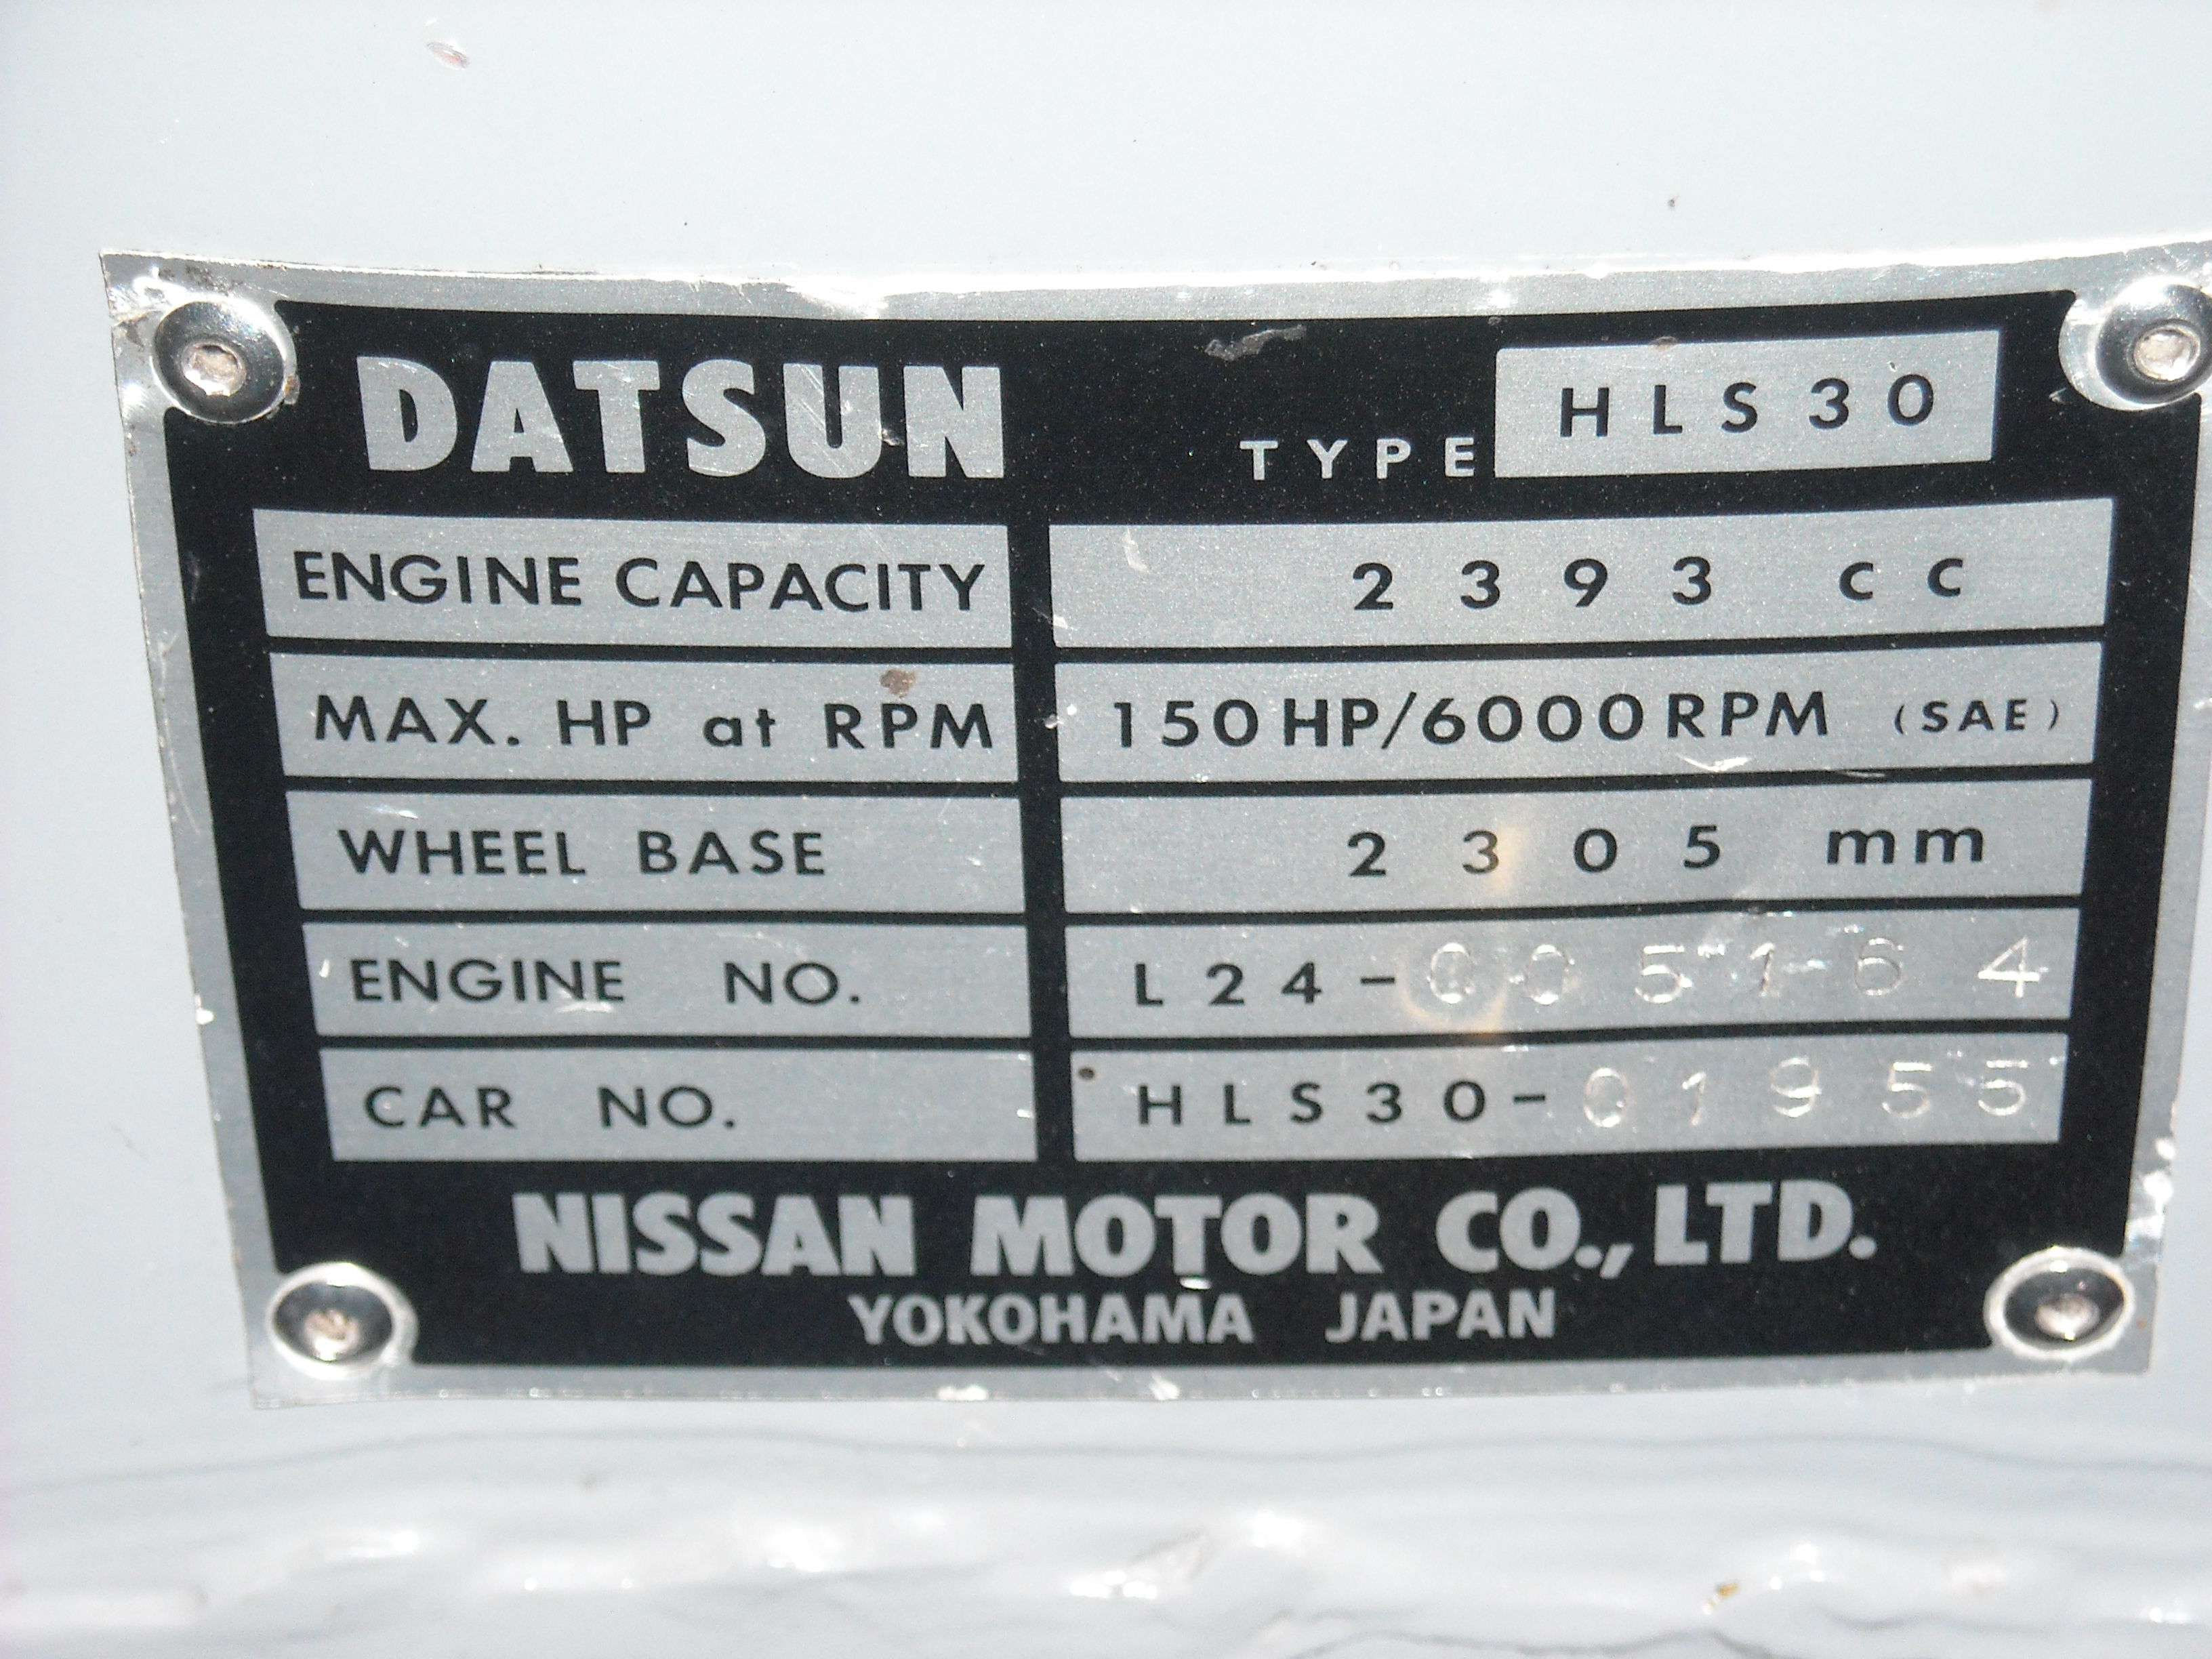 DATSUN TYPE HLS30
ENGINE CAPACITY 2393 cc
MAX. HP at RPM 150HP/6000RPM (SAE)
WHEEL BASE 2305 mm
ENGINE NO. L24-005164
CAR NO. HLS30-01955
NISSAN MOTOR CO., LTD.
YOKOHAMA JAPAN